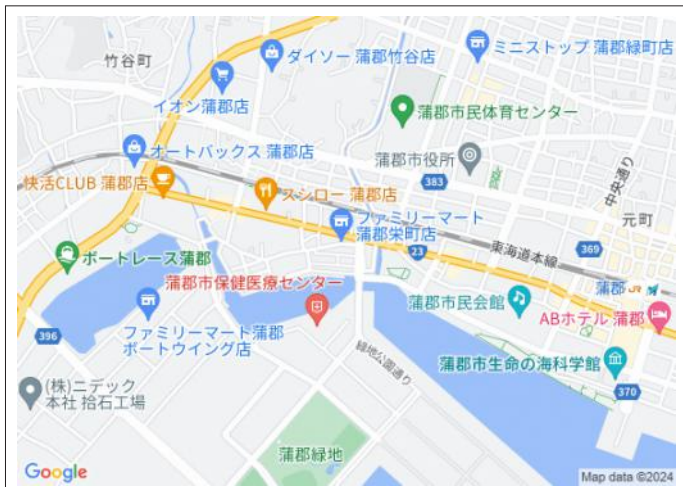 竹谷町
ダイソー 蒲郡竹谷店
ミニストップ 蒲郡緑町店
イオン蒲郡店
蒲郡市民体育センター
オートバックス 蒲郡店
蒲郡市役所
中央通り
快活CLUB 蒲郡店
スシロー 蒲郡店
383
元町
ファミリーマート
蒲郡栄町店
東海道本線
369
23
ボートレース蒲郡
蒲郡市保健医療センター
蒲郡 JR
蒲郡市民会館
ABホテル 蒲郡
396
ファミリーマート蒲郡
ボートウイング店
緑地公園通り
蒲郡市生命の海科学館
370
(株)ニデック
本社 拾石工場
蒲郡緑地
Google
Map data ©2024